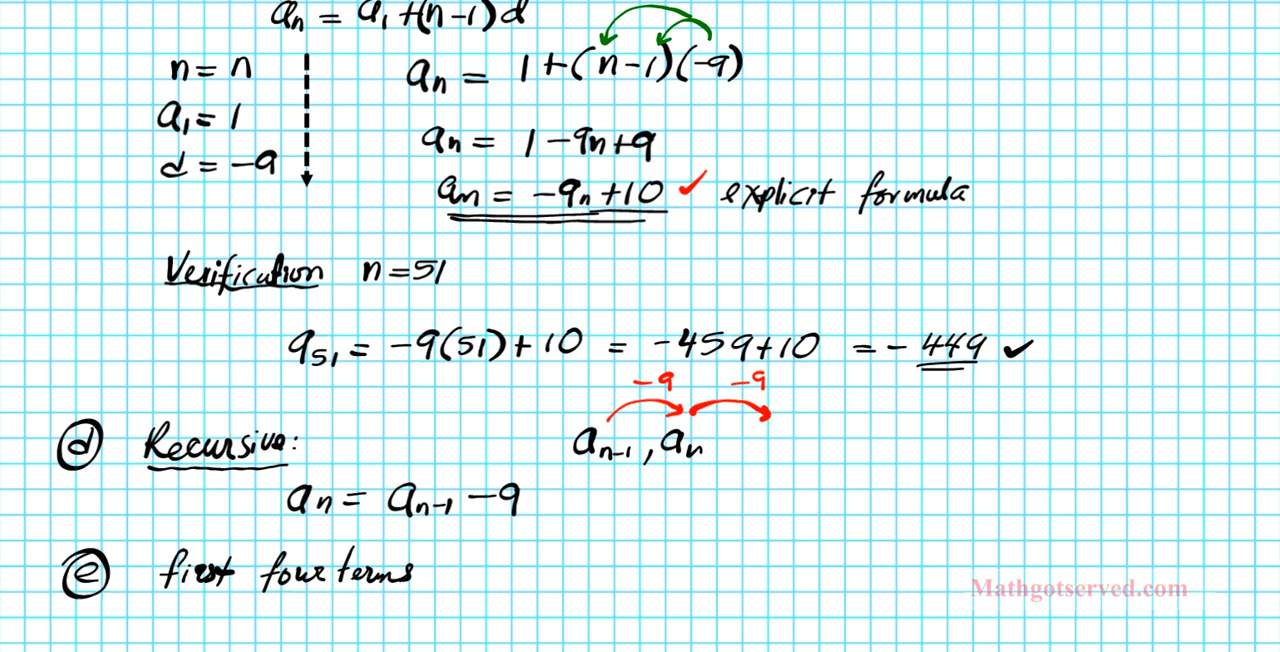 an = a1 + (n-1)d
n = n
a1 = 1
d = -9
an = 1 + (n-1)(-9)
an = 1 - 9n + 9
an = -9n + 10 ✓ explicit formula
Verification n = 51
a51 = -9(51) + 10 = -459 + 10 = -449 ✓
-9 -9
d Recursive: an-1, an
an = an-1 - 9
e first four terms
Mathgotserved.com